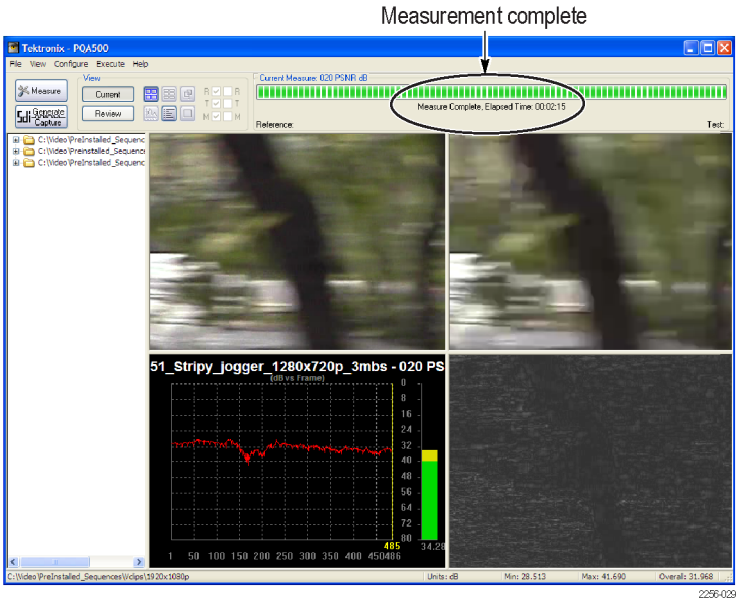 Measurement complete
Tektronix - PQA500
File View Configure Execute Help
Measure
View
Current
Review
Generate
Capture
R R
T T
M M
Current Measure: 020 PSNR dB
Measure Complete, Elapsed Time: 00:02:15
Reference:
Test:
C:\Video\PreInstalled_Sequenc
C:\Video\PreInstalled_Sequenc
C:\Video\PreInstalled_Sequenc
51_Stripy_jogger_1280x720p_3mbs - 020 PS
(dB vs Frame)
0
8
16
24
32
40
48
56
64
72
80
485
34.28
1 50 100 150 200 250 300 350 400 450486
C:\Video\PreInstalled_Sequences\Vclips\1920x1080p
Units: dB
Min: 28.513
Max: 41.690
Overall: 31.968
2256-029